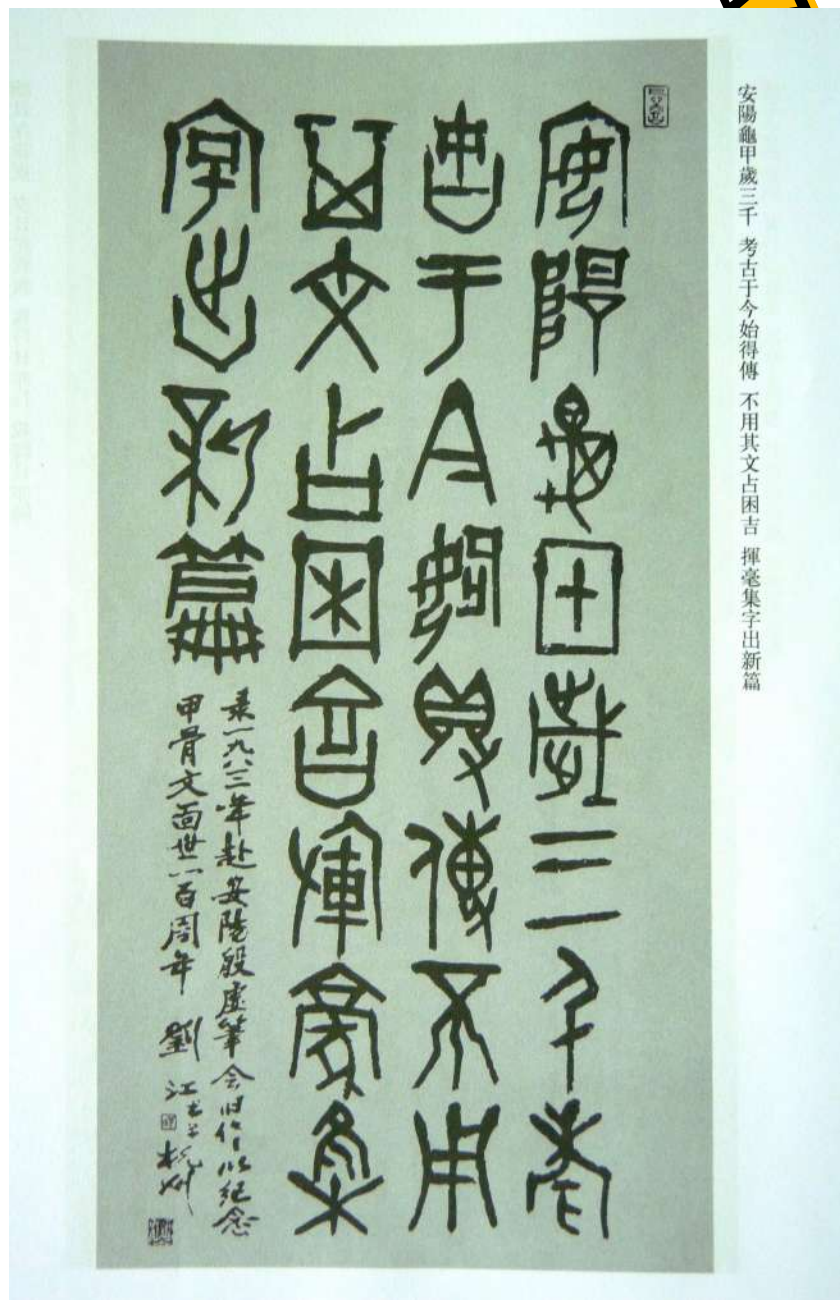 安陽龜甲歲三千 考古于今始得傳 不用其文占困吉 揮毫集字出新篇
安陽龜甲歲三千考
古于今始得傳不用
其文占困吉揮毫集
字出新篇
录一九八三年赴安陽殷虚筆会旧作以纪念
甲骨文面世一百周年 劉江书于杭州